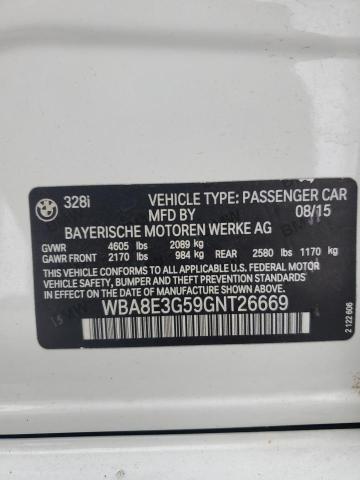 328i VEHICLE TYPE: PASSENGER CAR
MFD BY 08/15
BAYERISCHE MOTOREN WERKE AG
GVWR 4605 lbs 2089 kg
GAWR FRONT 2170 lbs 984 kg REAR 2580 lbs 1170 kg
THIS VEHICLE CONFORMS TO ALL APPLICABLE U.S. FEDERAL MOTOR
VEHICLE SAFETY, BUMPER AND THEFT PREVENTION STANDARDS
IN EFFECT ON THE DATE OF MANUFACTURE SHOWN ABOVE.
WBA8E3G59GNT26669
2 122 606